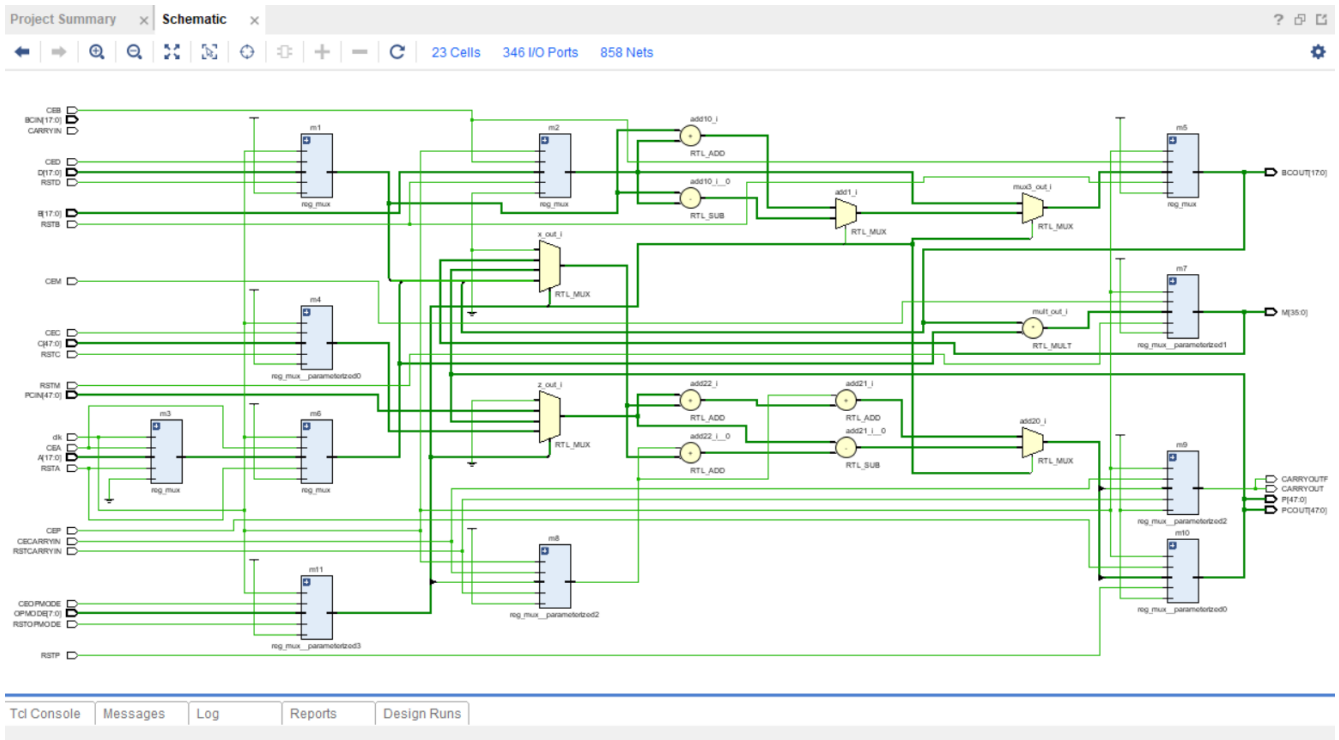 Project Summary
Schematic
23 Cells 346 I/O Ports 858 Nets
CEB
BCIN[17:0]
CARRYIN
CED
D[17:0]
RSTD
B[17:0]
RSTB
CEM
CEC
C[47:0]
RSTC
RSTM
PCIN[47:0]
clk
CEA
A[17:0]
RSTA
CEP
CECARRYIN
RSTCARRYIN
CEOPMODE
OPMODE[7:0]
RSTOPMODE
RSTP
m1
reg_mux
m4
reg_mux__parameterized0
m3
reg_mux
m6
reg_mux
m11
reg_mux__parameterized3
m2
reg_mux
x_out_i
RTL_MUX
z_out_i
RTL_MUX
m8
reg_mux__parameterized2
add10_i
RTL_ADD
add10_i__0
RTL_SUB
add1_i
RTL_MUX
mux3_out_i
RTL_MUX
mult_out_i
RTL_MULT
add22_i
RTL_ADD
add22_i__0
RTL_ADD
add21_i
RTL_ADD
add21_i__0
RTL_SUB
add20_i
RTL_MUX
m5
reg_mux
m7
reg_mux__parameterized1
m9
reg_mux__parameterized2
m10
reg_mux__parameterized0
BCOUT[17:0]
M[35:0]
CARRYOUTF
CARRYOUT
P[47:0]
PCOUT[47:0]
Tcl Console Messages Log Reports Design Runs